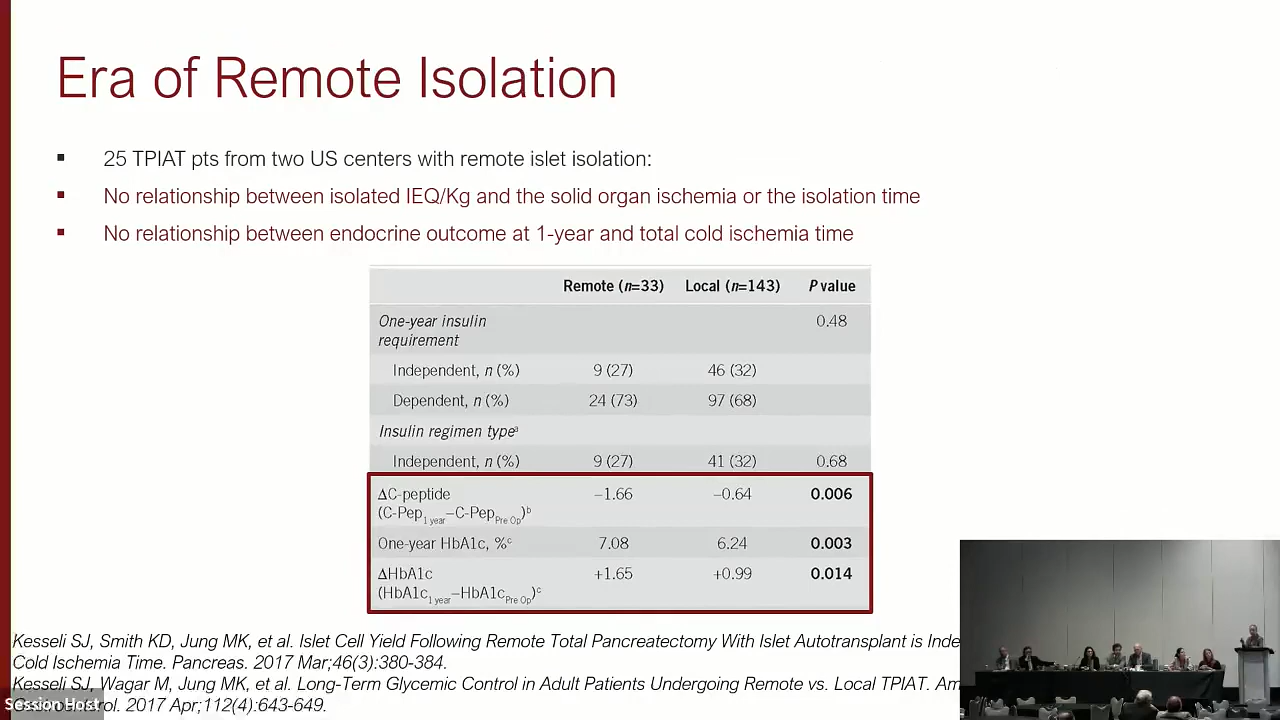 Era of Remote Isolation
▪ 25 TPIAT pts from two US centers with remote islet isolation:
▪ No relationship between isolated IEQ/Kg and the solid organ ischemia or the isolation time
▪ No relationship between endocrine outcome at 1-year and total cold ischemia time
Remote (n=33) Local (n=143) P value
One-year insulin 0.48
requirement
Independent, n (%) 9 (27) 46 (32)
Dependent, n (%) 24 (73) 97 (68)
Insulin regimen typeᵃ
Independent, n (%) 9 (27) 41 (32) 0.68
ΔC-peptide −1.66 −0.64 0.006
(C-Pep1 year–C-PepPre Op)ᵇ
One-year HbA1c, %ᶜ 7.08 6.24 0.003
ΔHbA1c +1.65 +0.99 0.014
(HbA1c1 year–HbA1cPre Op)ᶜ
Kesseli SJ, Smith KD, Jung MK, et al. Islet Cell Yield Following Remote Total Pancreatectomy With Islet Autotransplant is Inde
Cold Ischemia Time. Pancreas. 2017 Mar;46(3):380-384.
Kesseli SJ, Wagar M, Jung MK, et al. Long-Term Glycemic Control in Adult Patients Undergoing Remote vs. Local TPIAT. Am
rol. 2017 Apr;112(4):643-649.
Session Host